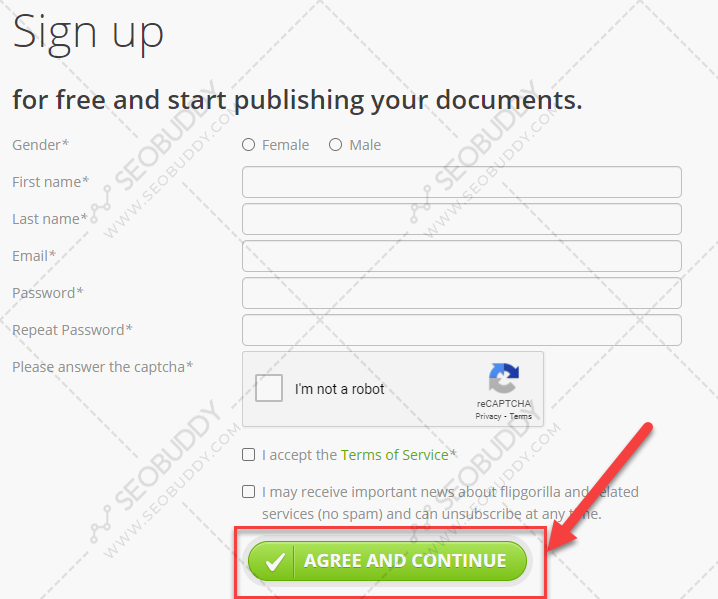 Sign up
for free and start publishing your documents.
Gender* Female Male
First name*
Last name*
Email*
Password*
Repeat Password*
Please answer the captcha* I'm not a robot
reCAPTCHA
Privacy - Terms
I accept the Terms of Service*
I may receive important news about flipgorilla and related
services (no spam) and can unsubscribe at any time.
AGREE AND CONTINUE
SEOBUDDY
WWW.SEOBUDDY.COM
SEOBUDDY
WWW.SEOBUDDY.COM
SEOBUDDY
WWW.SEOBUDDY.COM
SEOBUDDY
WWW.SEOBUDDY.COM